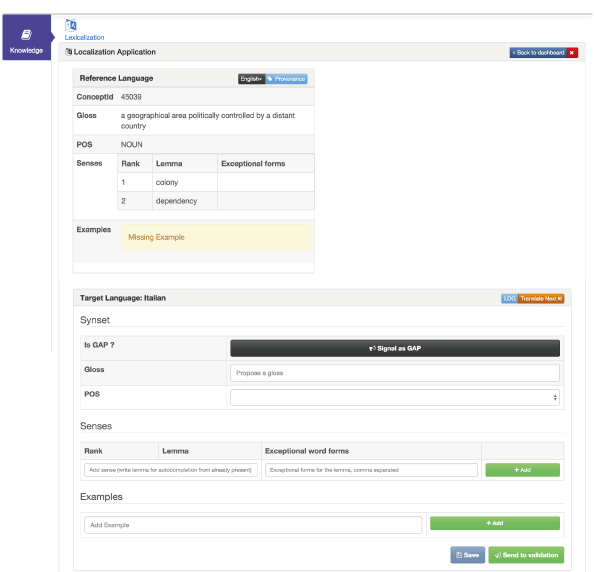 Knowledge
Lexicalization
Localization Application
« Back to dashboard
Reference Language
English
Provenance
ConceptId 45039
Gloss a geographical area politically controlled by a distant
country
POS NOUN
Senses Rank Lemma Exceptional forms
1 colony
2 dependency
Examples
Missing Example
Target Language: Italian
LOG Translate Next
Synset
Is GAP ? Signal as GAP
Gloss Propose a gloss
POS
Senses
Rank Lemma Exceptional word forms
Add sense (write lemma for autocompletion from already present) Exceptional forms for the lemma, comma separated + Add
Examples
Add Example + Add
Save Send to validation